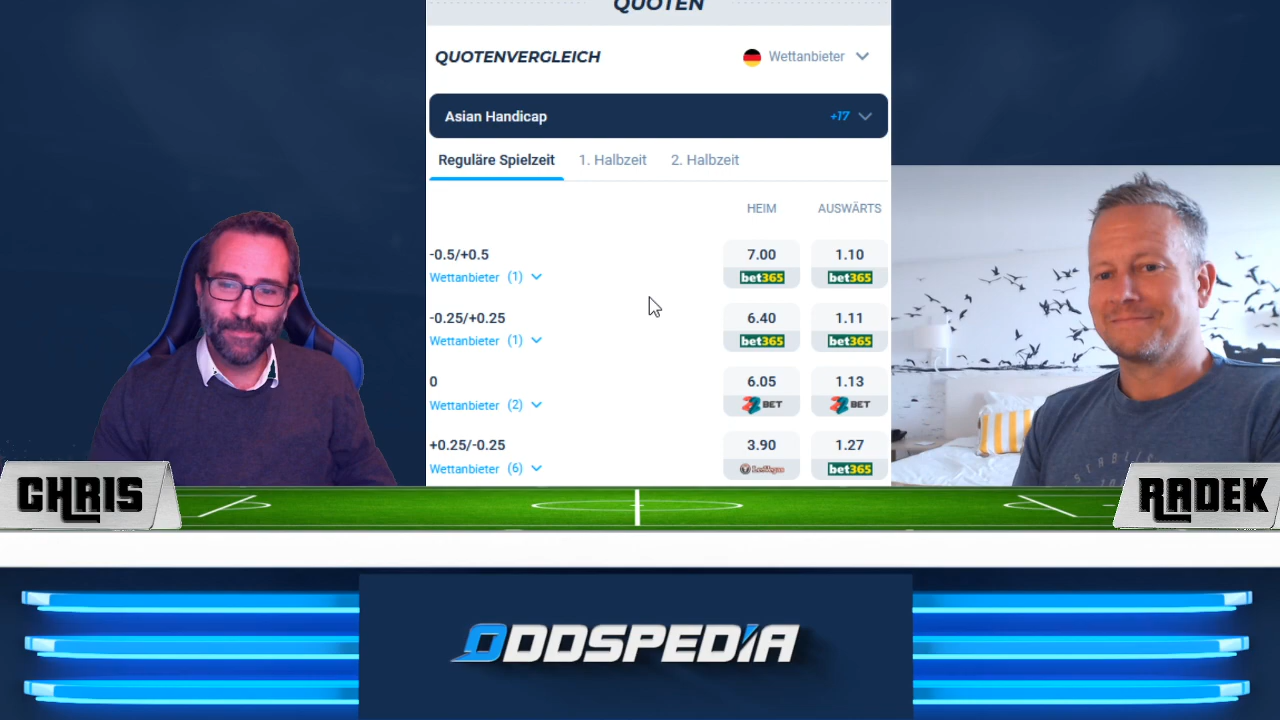 QUOTEN
QUOTENVERGLEICH
Wettanbieter
Asian Handicap
+17
Reguläre Spielzeit 1. Halbzeit 2. Halbzeit
HEIM AUSWÄRTS
-0.5/+0.5 7.00 1.10
Wettanbieter (1) bet365 bet365
-0.25/+0.25 6.40 1.11
Wettanbieter (1) bet365 bet365
0 6.05 1.13
Wettanbieter (2) 22BET 22BET
+0.25/-0.25 3.90 1.27
Wettanbieter (6) LeoVegas bet365
CHRIS
RADEK
ODDSPEDIA